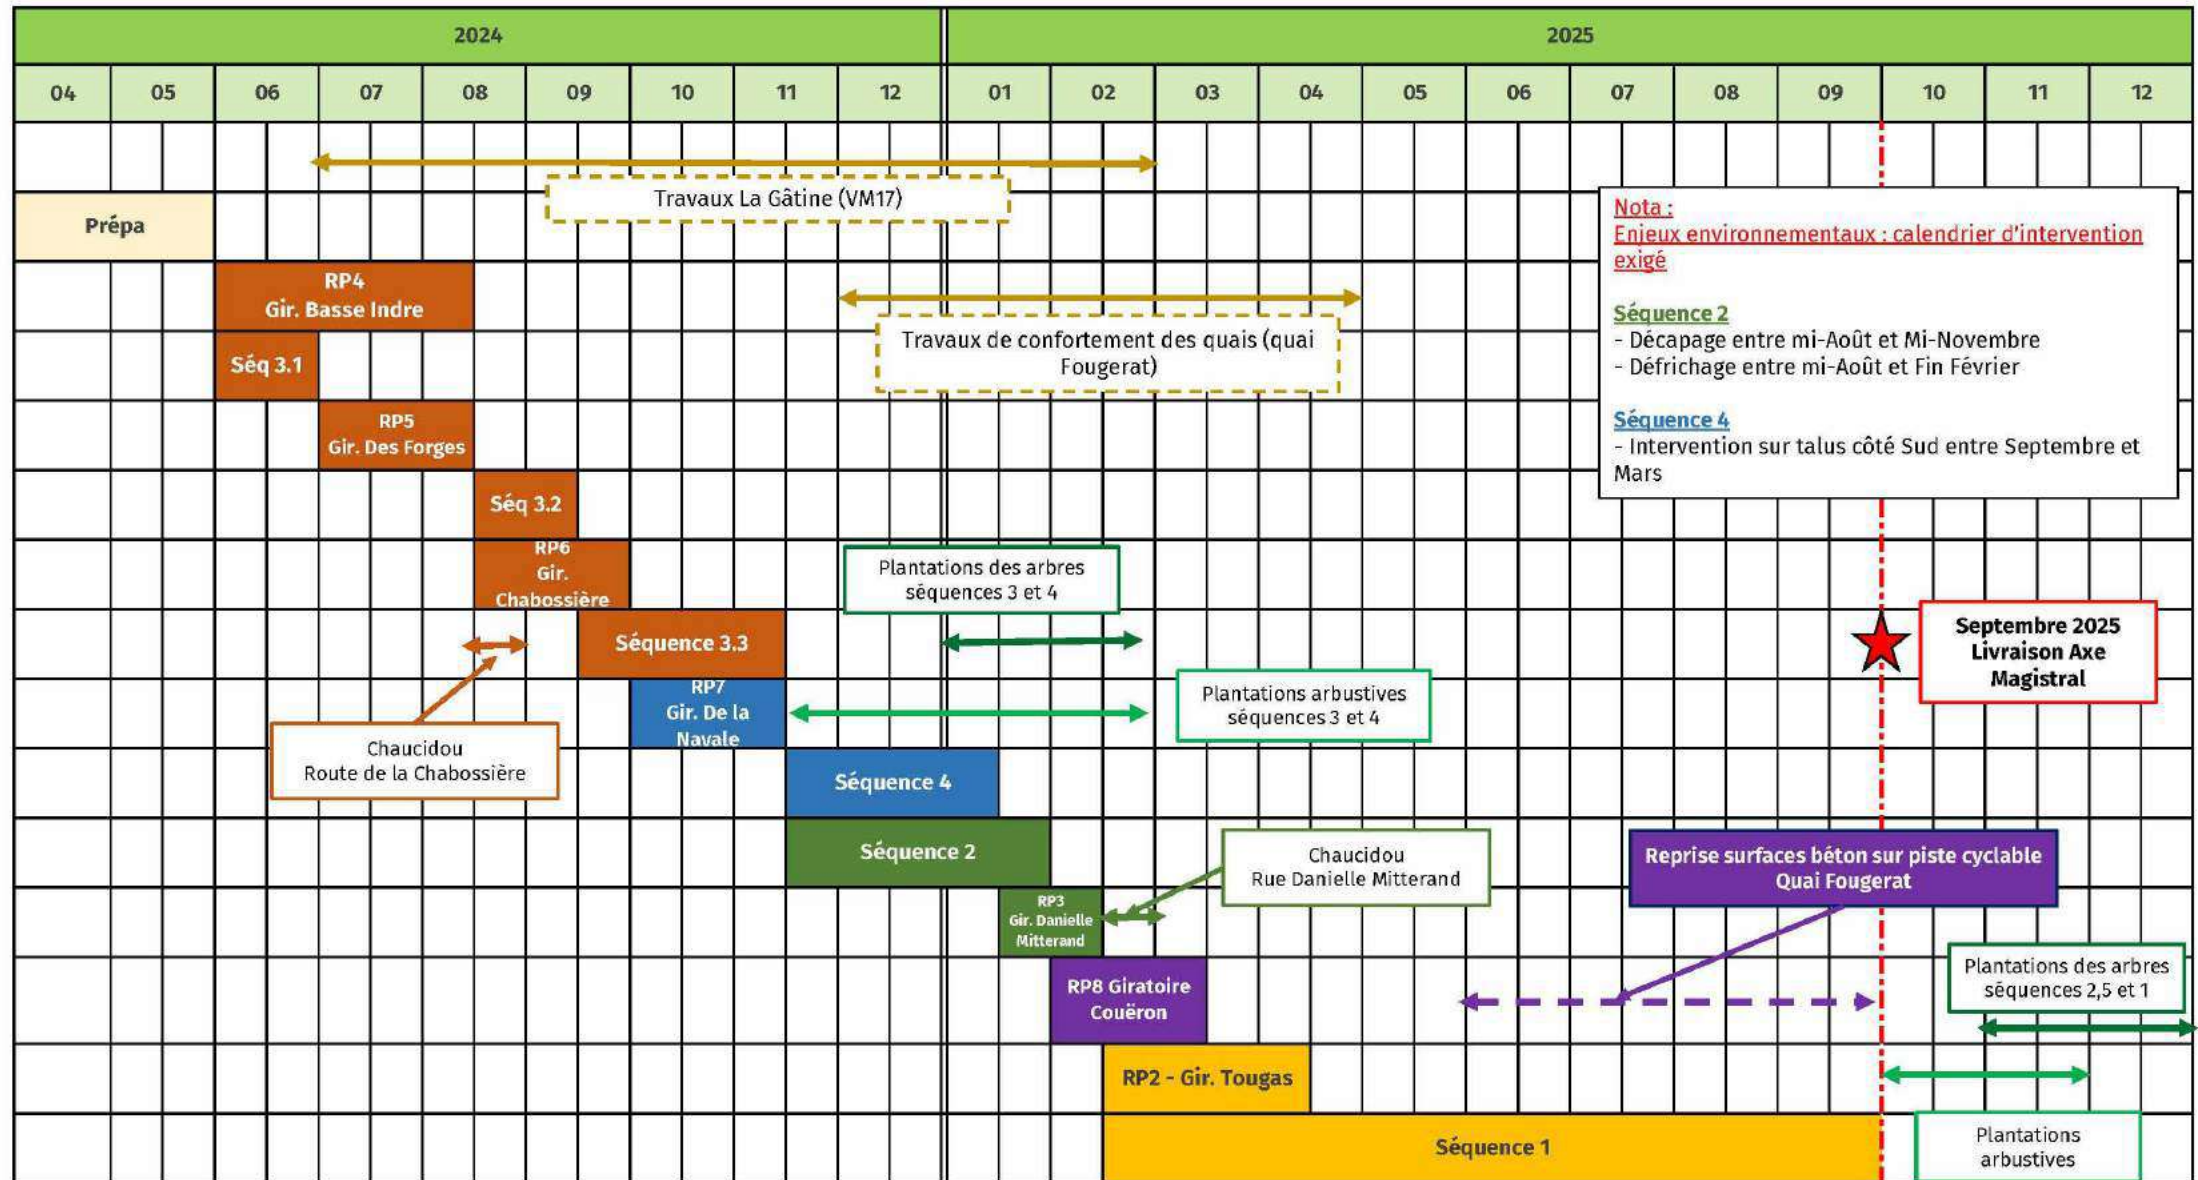 2024
2025
04 05 06 07 08 09 10 11 12 01 02 03 04 05 06 07 08 09 10 11 12
Travaux La Gâtine (VM17)
Prépa
Nota :
Enjeux environnementaux : calendrier d'intervention
exigé
Séquence 2
- Décapage entre mi-Août et Mi-Novembre
- Défrichage entre mi-Août et Fin Février
Séquence 4
- Intervention sur talus côté Sud entre Septembre et
Mars
RP4
Gir. Basse Indre
Travaux de confortement des quais (quai
Fougerat)
Séq 3.1
RP5
Gir. Des Forges
Séq 3.2
RP6
Gir.
Chabossière
Plantations des arbres
séquences 3 et 4
Séquence 3.3
Septembre 2025
Livraison Axe
Magistral
RP7
Gir. De la
Navale
Plantations arbustives
séquences 3 et 4
Chaucidou
Route de la Chabossière
Séquence 4
Séquence 2
Chaucidou
Rue Danielle Mitterand
Reprise surfaces béton sur piste cyclable
Quai Fougerat
RP3
Gir. Danielle
Mitterand
RP8 Giratoire
Couëron
Plantations des arbres
séquences 2,5 et 1
RP2 - Gir. Tougas
Séquence 1
Plantations
arbustives